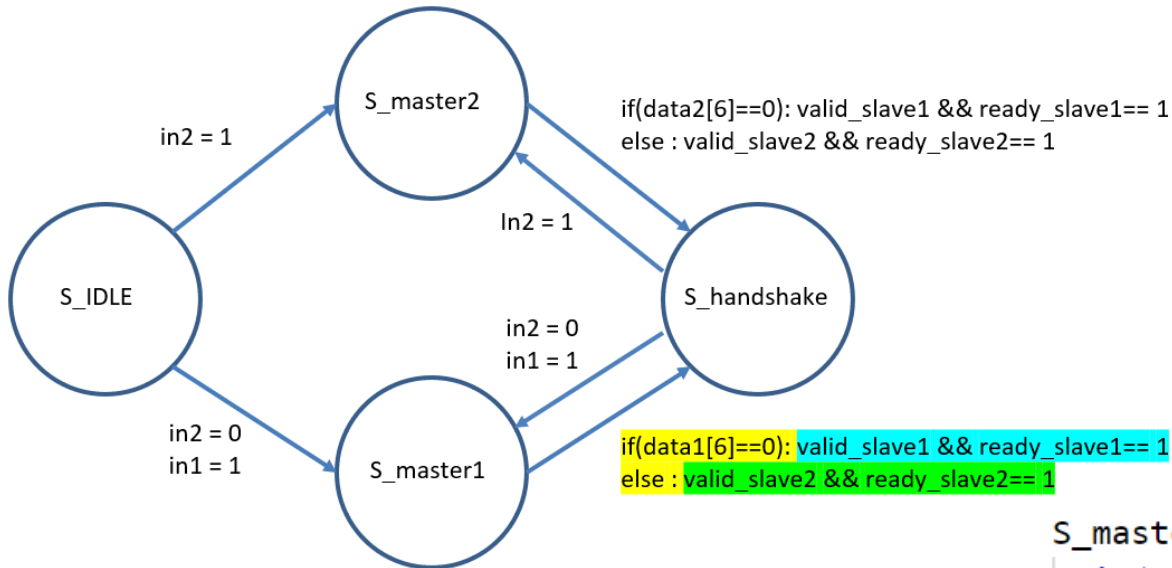 S_master2
if(data2[6]==0): valid_slave1 && ready_slave1== 1
else : valid_slave2 && ready_slave2== 1
in2 = 1
In2 = 1
S_IDLE
S_handshake
in2 = 0
in1 = 1
in2 = 0
in1 = 1
S_master1
if(data1[6]==0): valid_slave1 && ready_slave1== 1
else : valid_slave2 && ready_slave2== 1